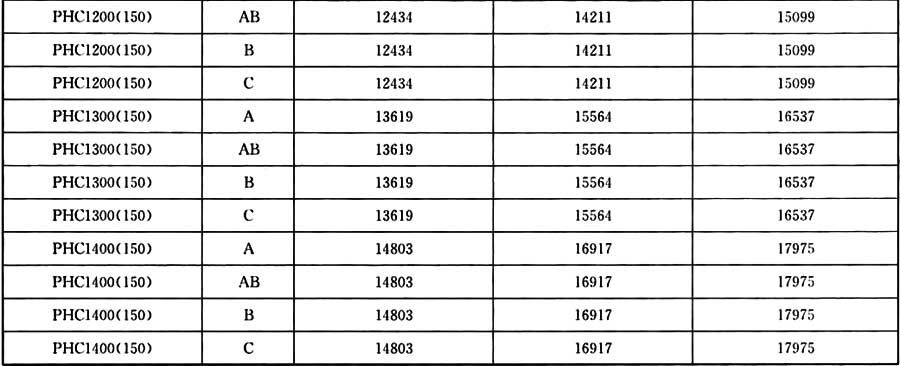 PHC1200(150) AB 12434 14211 15099
PHC1200(150) B 12434 14211 15099
PHC1200(150) C 12434 14211 15099
PHC1300(150) A 13619 15564 16537
PHC1300(150) AB 13619 15564 16537
PHC1300(150) B 13619 15564 16537
PHC1300(150) C 13619 15564 16537
PHC1400(150) A 14803 16917 17975
PHC1400(150) AB 14803 16917 17975
PHC1400(150) B 14803 16917 17975
PHC1400(150) C 14803 16917 17975